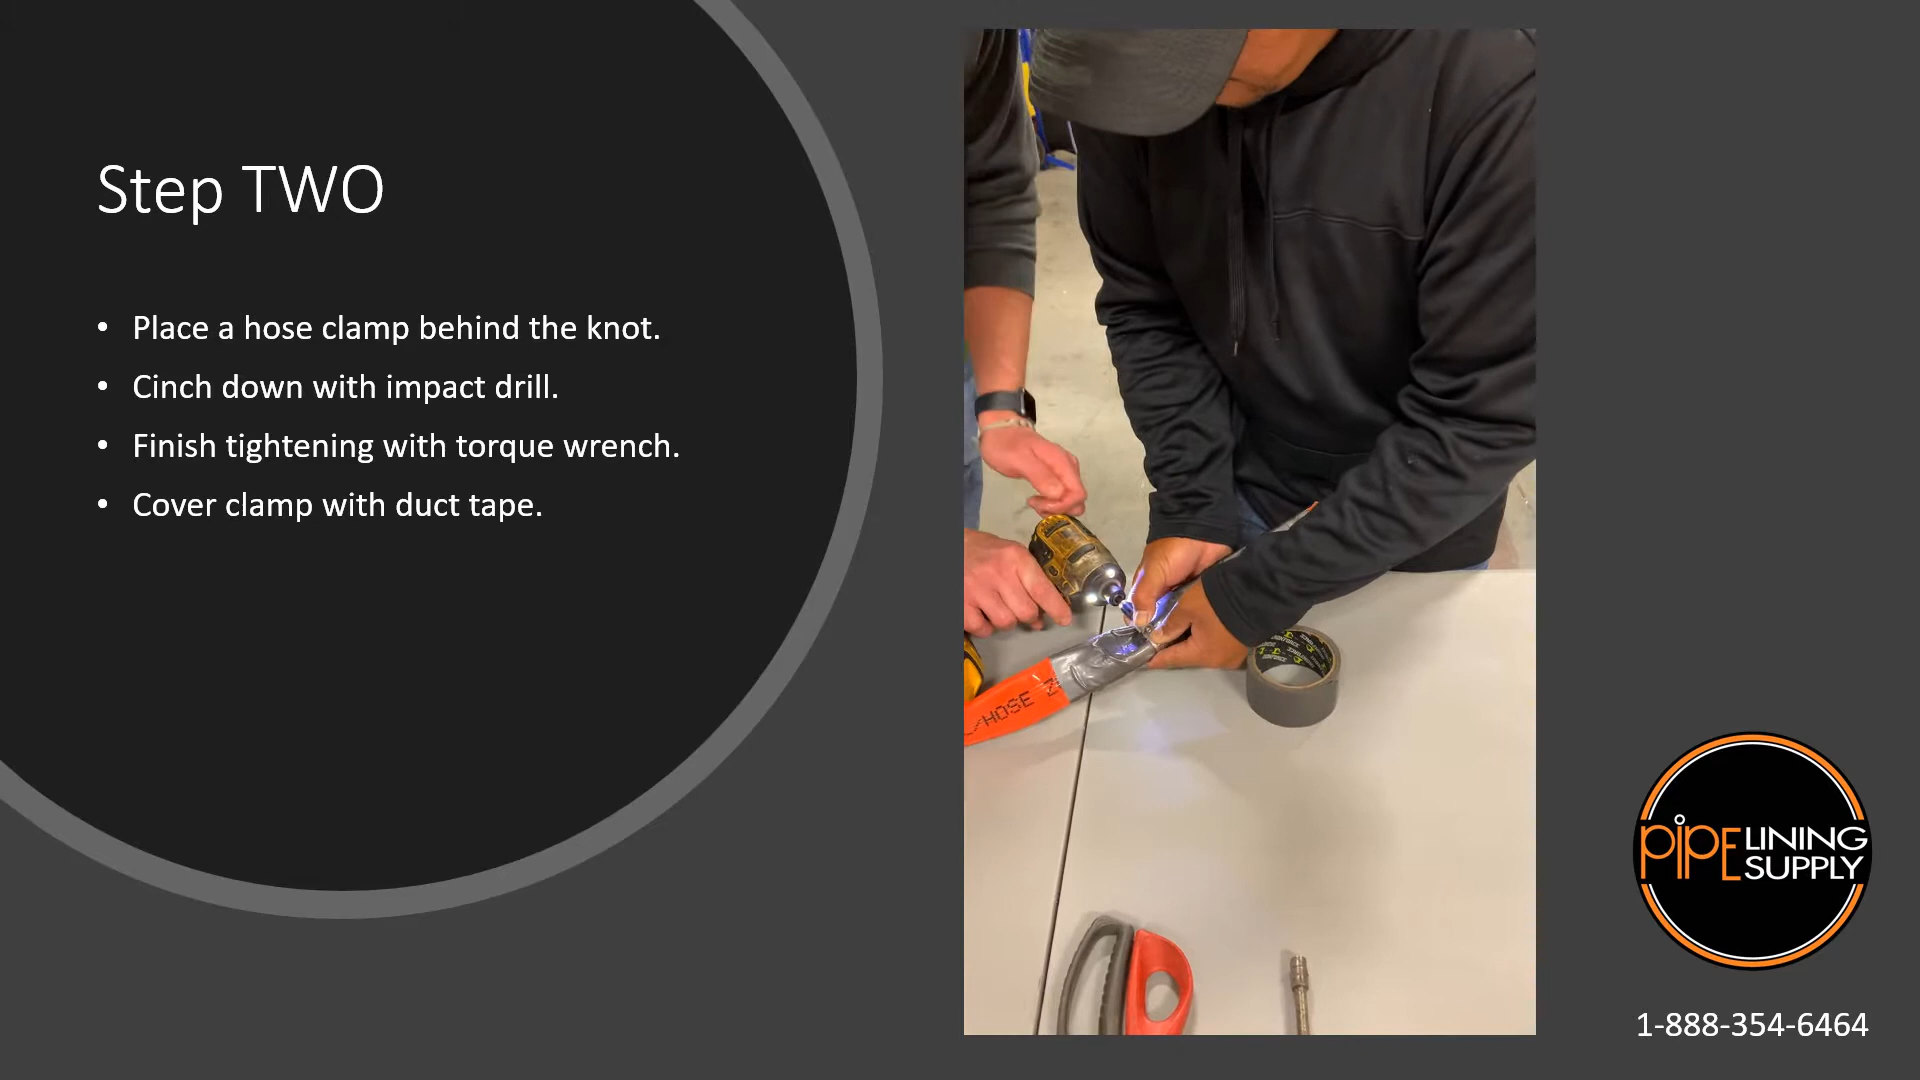 Step TWO
• Place a hose clamp behind the knot.
• Cinch down with impact drill.
• Finish tightening with torque wrench.
• Cover clamp with duct tape.
HOSE
PIPE LINING
SUPPLY
1-888-354-6464